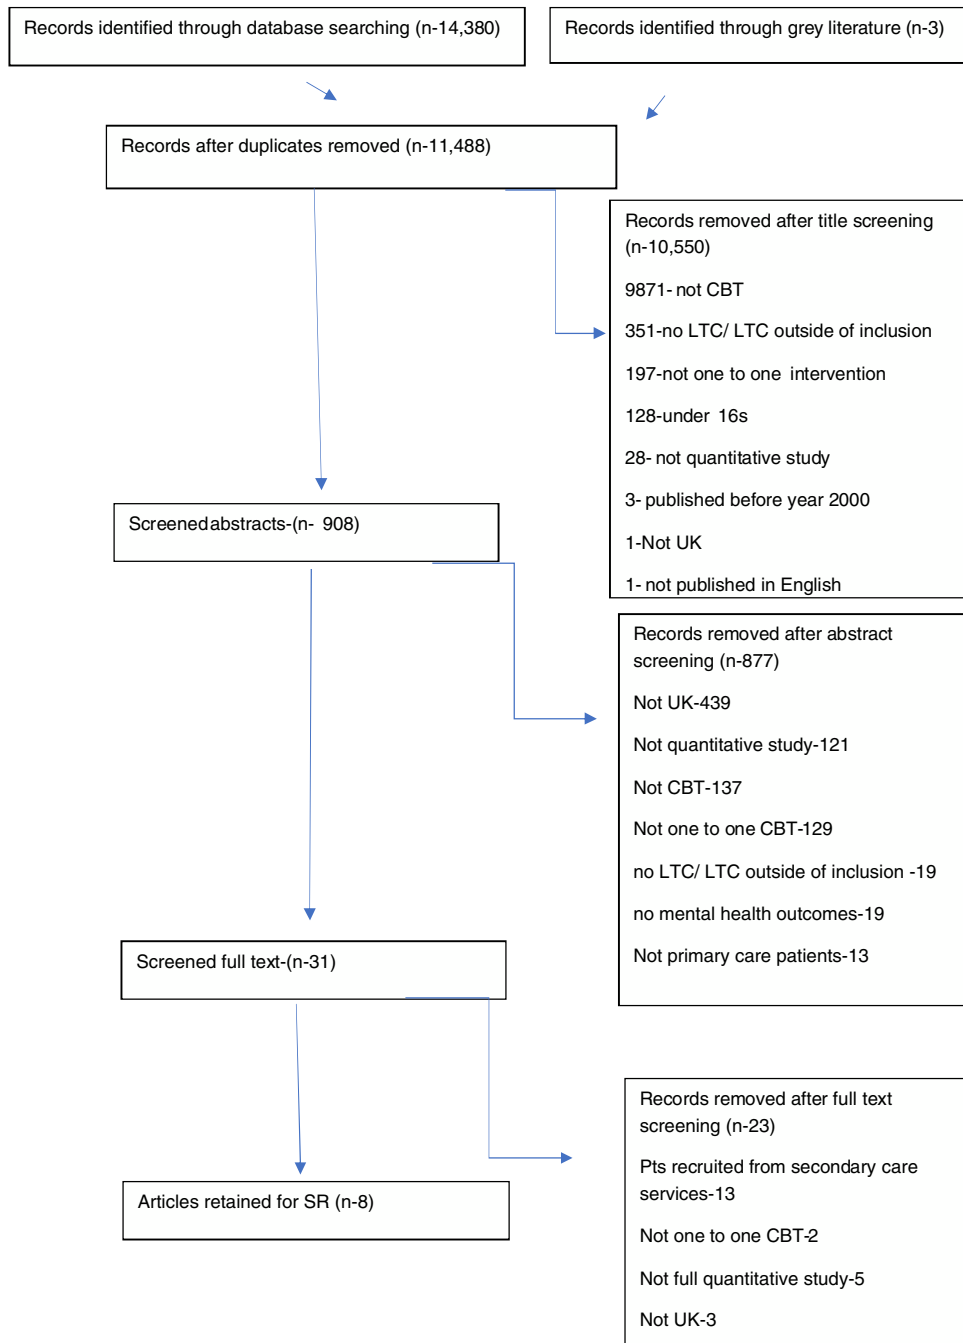 Records identified through database searching (n-14,380)
Records identified through grey literature (n-3)
Records after duplicates removed (n-11,488)
Records removed after title screening
(n-10,550)
9871- not CBT
351-no LTC/ LTC outside of inclusion
197-not one to one intervention
128-under 16s
28- not quantitative study
3- published before year 2000
1-Not UK
1- not published in English
Screened abstracts-(n- 908)
Records removed after abstract
screening (n-877)
Not UK-439
Not quantitative study-121
Not CBT-137
Not one to one CBT-129
no LTC/ LTC outside of inclusion -19
no mental health outcomes-19
Not primary care patients-13
Screened full text-(n-31)
Records removed after full text
screening (n-23)
Pts recruited from secondary care
services-13
Not one to one CBT-2
Not full quantitative study-5
Not UK-3
Articles retained for SR (n-8)